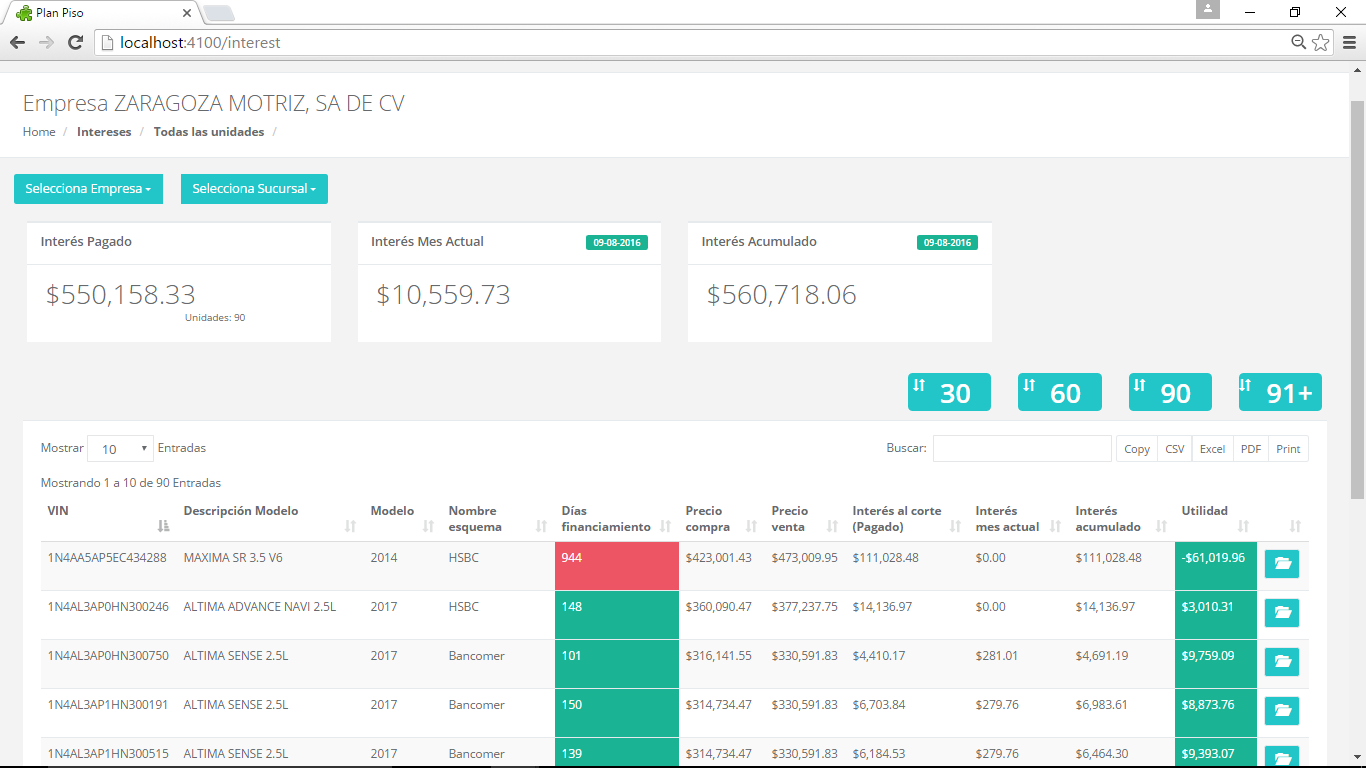 Plan Piso
localhost:4100/interest
Empresa ZARAGOZA MOTRIZ, SA DE CV
Home / Intereses / Todas las unidades /
Selecciona Empresa Selecciona Sucursal
Interés Pagado
$550,158.33
Unidades: 90
Interés Mes Actual 09-08-2016
$10,559.73
Interés Acumulado 09-08-2016
$560,718.06
30 60 90 91+
Mostrar 10 Entradas Buscar: Copy CSV Excel PDF Print
Mostrando 1 a 10 de 90 Entradas
VIN Descripción Modelo Modelo Nombre esquema Días financiamiento Precio compra Precio venta Interés al corte (Pagado) Interés mes actual Interés acumulado Utilidad
1N4AA5AP5EC434288 MAXIMA SR 3.5 V6 2014 HSBC 944 $423,001.43 $473,009.95 $111,028.48 $0.00 $111,028.48 -$61,019.96
1N4AL3AP0HN300246 ALTIMA ADVANCE NAVI 2.5L 2017 HSBC 148 $360,090.47 $377,237.75 $14,136.97 $0.00 $14,136.97 $3,010.31
1N4AL3AP0HN300750 ALTIMA SENSE 2.5L 2017 Bancomer 101 $316,141.55 $330,591.83 $4,410.17 $281.01 $4,691.19 $9,759.09
1N4AL3AP1HN300191 ALTIMA SENSE 2.5L 2017 Bancomer 150 $314,734.47 $330,591.83 $6,703.84 $279.76 $6,983.61 $8,873.76
1N4AL3AP1HN300515 ALTIMA SENSE 2.5L 2017 Bancomer 139 $314,734.47 $330,591.83 $6,184.53 $279.76 $6,464.30 $9,393.07